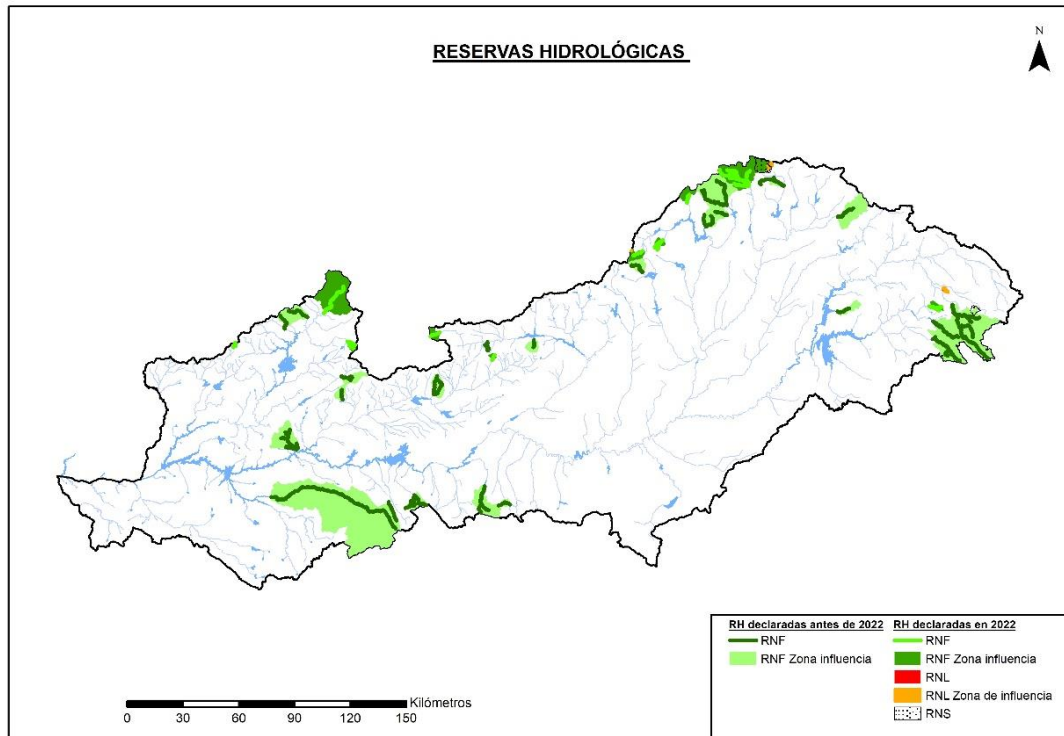 RESERVAS HIDROLÓGICAS
N
RH declaradas antes de 2022
RNF
RNF Zona influencia
RH declaradas en 2022
RNF
RNF Zona influencia
RNL
RNL Zona de influencia
RNS
Kilómetros
0 30 60 90 120 150